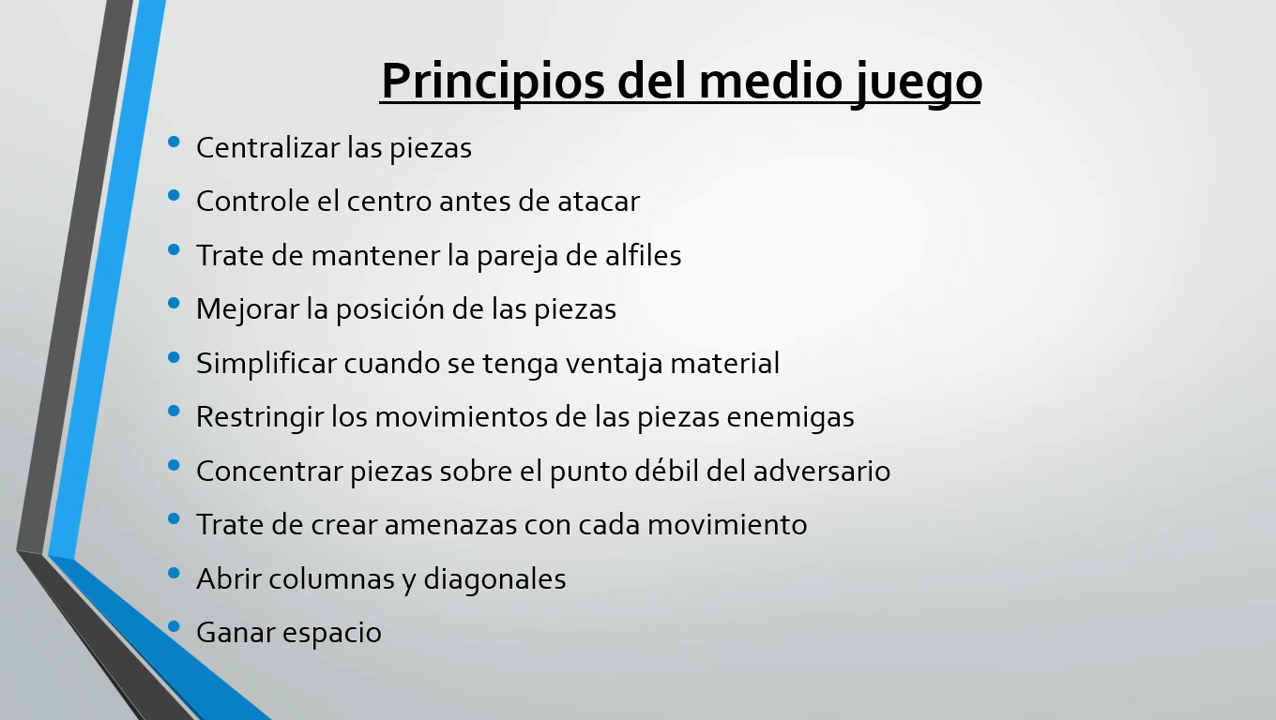 Principios del medio juego
• Centralizar las piezas
• Controle el centro antes de atacar
• Trate de mantener la pareja de alfiles
• Mejorar la posición de las piezas
• Simplificar cuando se tenga ventaja material
• Restringir los movimientos de las piezas enemigas
• Concentrar piezas sobre el punto débil del adversario
• Trate de crear amenazas con cada movimiento
• Abrir columnas y diagonales
• Ganar espacio